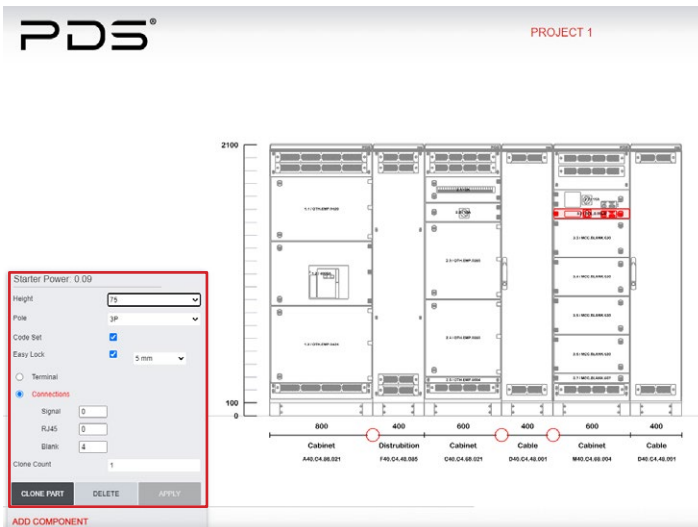 PDS®
PROJECT 1
2100
Starter Power: 0.09
Height 75
Pole 3P
Code Set
Easy Lock 5 mm
Terminal
Connections
Signal 0
RJ45 0
Blank 4
Clone Count 1
CLONE PART DELETE APPLY
ADD COMPONENT
100
0
800 400 600 400 600 400
Cabinet Distrubition Cabinet Cable Cabinet Cable
A40.C4.80.021 F40.C4.40.085 C40.C4.60.021 D40.C4.40.001 M40.C4.60.004 D40.C4.40.001